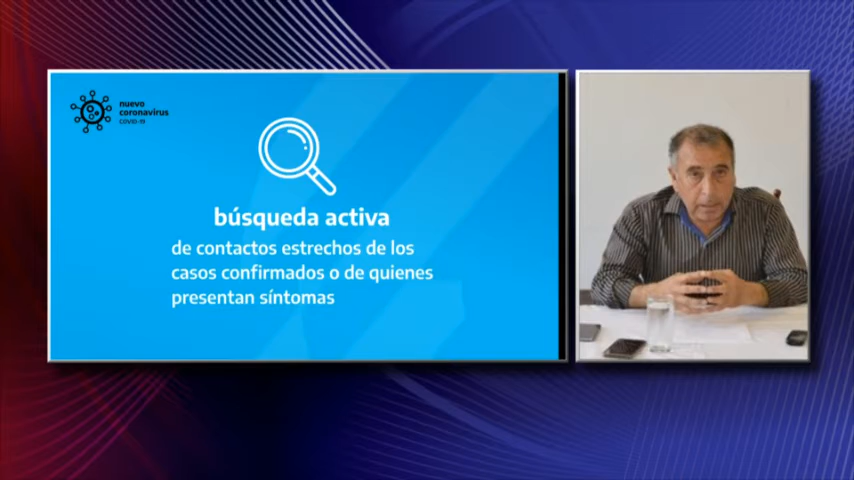 nuevo
coronavirus
COVID-19
búsqueda activa
de contactos estrechos de los
casos confirmados o de quienes
presentan síntomas